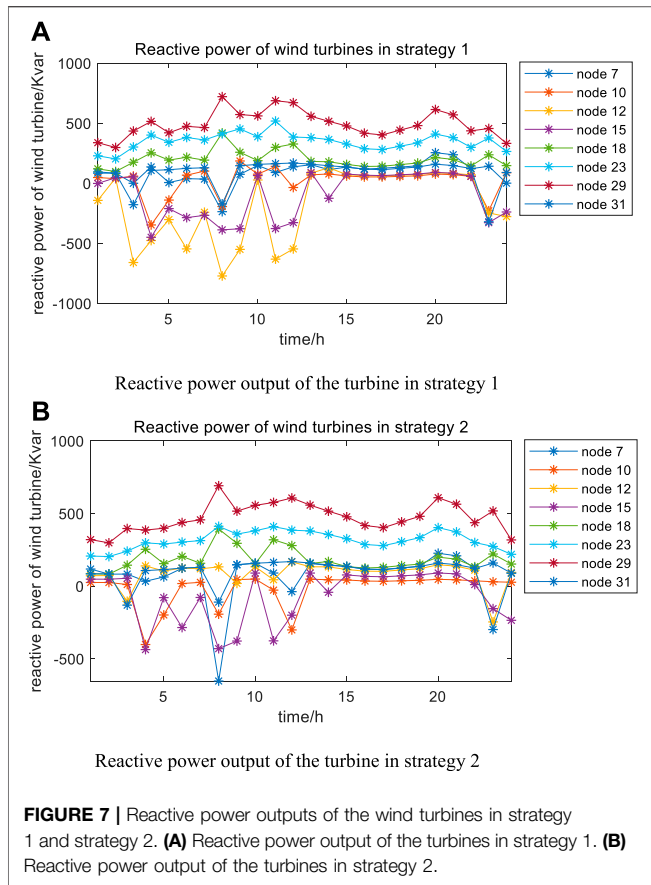 A
Reactive power of wind turbines in strategy 1
reactive power of wind turbine/Kvar
1000
500
0
-500
-1000
5
10
15
20
time/h
node 7
node 10
node 12
node 15
node 18
node 23
node 29
node 31
Reactive power output of the turbine in strategy 1
B
Reactive power of wind turbines in strategy 2
reactive power of wind turbine/Kvar
1000
500
0
-500
5
10
15
20
time/h
node 7
node 10
node 12
node 15
node 18
node 23
node 29
node 31
Reactive power output of the turbine in strategy 2
FIGURE 7 | Reactive power outputs of the wind turbines in strategy
1 and strategy 2. (A) Reactive power output of the turbines in strategy 1. (B)
Reactive power output of the turbines in strategy 2.